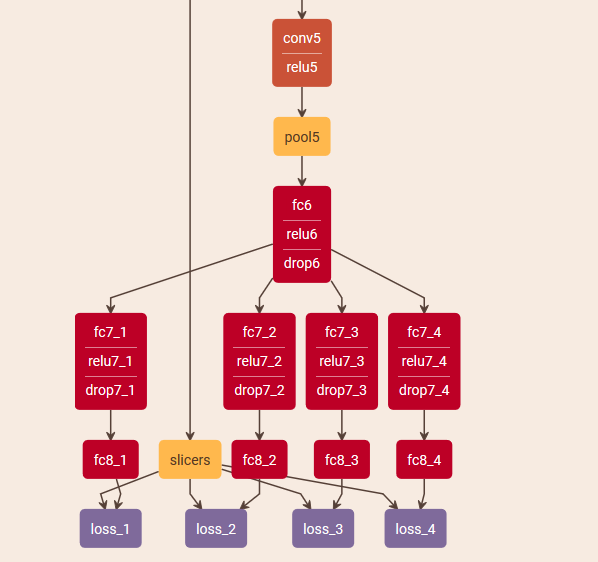 conv5
relu5
pool5
fc6
relu6
drop6
fc7_1
relu7_1
drop7_1
fc7_2
relu7_2
drop7_2
fc7_3
relu7_3
drop7_3
fc7_4
relu7_4
drop7_4
fc8_1
slicers
fc8_2
fc8_3
fc8_4
loss_1
loss_2
loss_3
loss_4